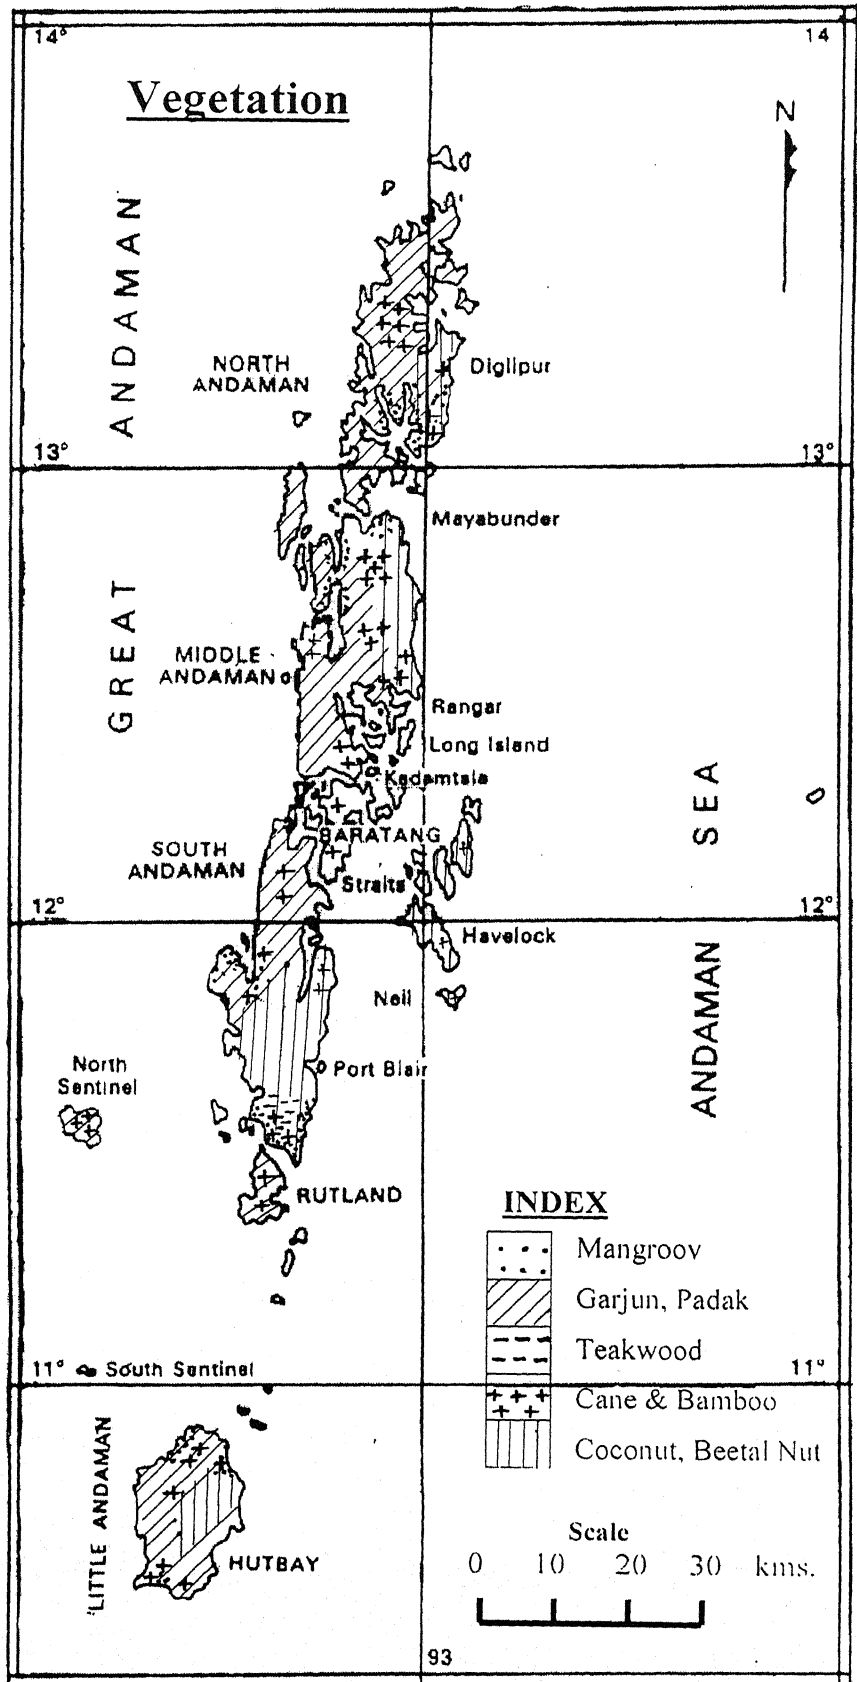 14°
14
Vegetation
N
GREAT ANDAMAN
NORTH
ANDAMAN
Diglipur
13°
13°
Mayabunder
MIDDLE
ANDAMAN
Rangar
Long Island
Kadamtala
BARATANG
SOUTH
ANDAMAN
Straits
ANDAMAN SEA
12°
12°
Havelock
Neil
North
Sentinel
Port Blair
RUTLAND
INDEX
Mangroov
Garjun, Padak
Teakwood
Cane & Bamboo
Coconut, Beetal Nut
11°
South Sentinel
11°
LITTLE ANDAMAN
HUTBAY
Scale
0 10 20 30 kms.
93